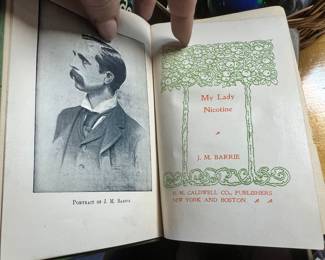 PORTRAIT OF J. M. BARRIE
My Lady
Nicotine
J. M. BARRIE
H. M. CALDWELL CO., PUBLISHERS
NEW YORK AND BOSTON.